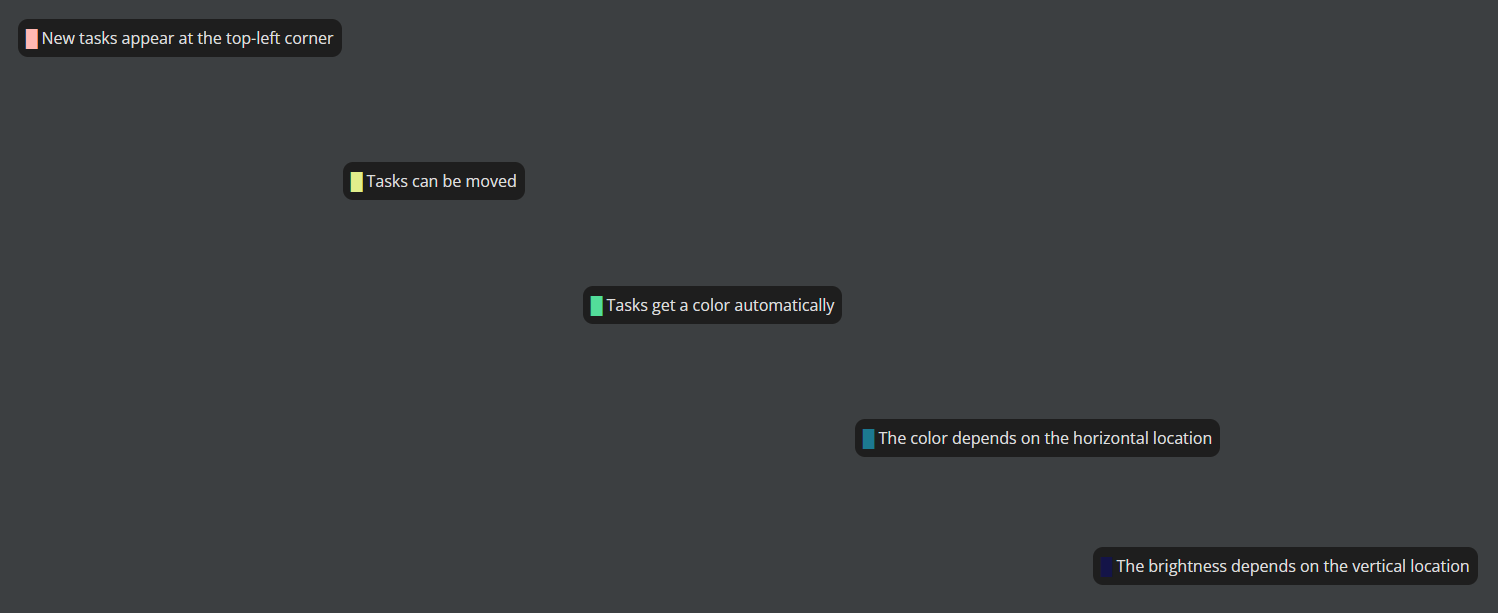 New tasks appear at the top-left corner
Tasks can be moved
Tasks get a color automatically
The color depends on the horizontal location
The brightness depends on the vertical location